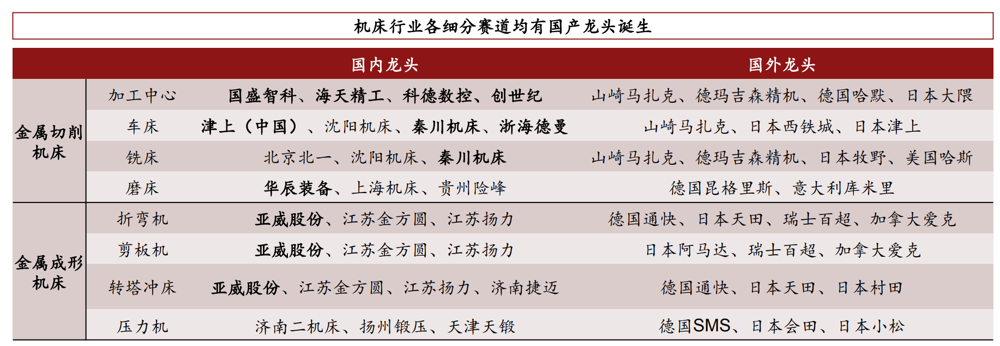 机床行业各细分赛道均有国产龙头诞生
国内龙头 国外龙头
金属切削机床
加工中心 国盛智科、海天精工、科德数控、创世纪 山崎马扎克、德玛吉森精机、德国哈默、日本大隈
车床 津上（中国）、沈阳机床、秦川机床、浙海德曼 山崎马扎克、日本西铁城、日本津上
铣床 北京北一、沈阳机床、秦川机床 山崎马扎克、德玛吉森精机、日本牧野、美国哈斯
磨床 华辰装备、上海机床、贵州险峰 德国昆格里斯、意大利库米里
金属成形机床
折弯机 亚威股份、江苏金方圆、江苏扬力 德国通快、日本天田、瑞士百超、加拿大爱克
剪板机 亚威股份、江苏金方圆、江苏扬力 日本阿马达、瑞士百超、加拿大爱克
转塔冲床 亚威股份、江苏金方圆、江苏扬力、济南捷迈 德国通快、日本天田、日本村田
压力机 济南二机床、扬州锻压、天津天锻 德国SMS、日本会田、日本小松